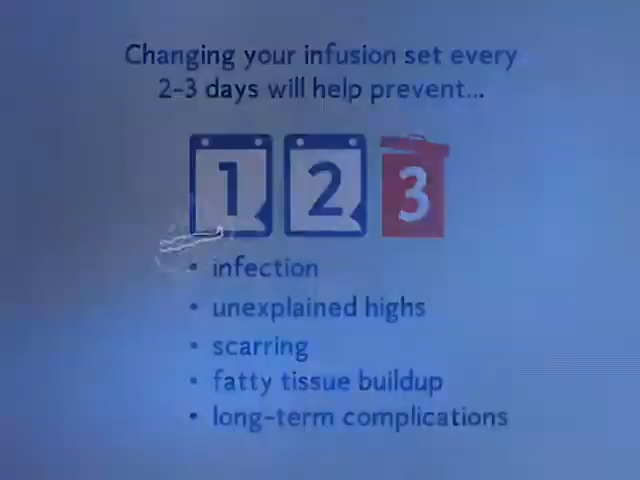 Changing your infusion set every
2-3 days will help prevent...
1 2 3
• infection
• unexplained highs
• scarring
• fatty tissue buildup
• long-term complications